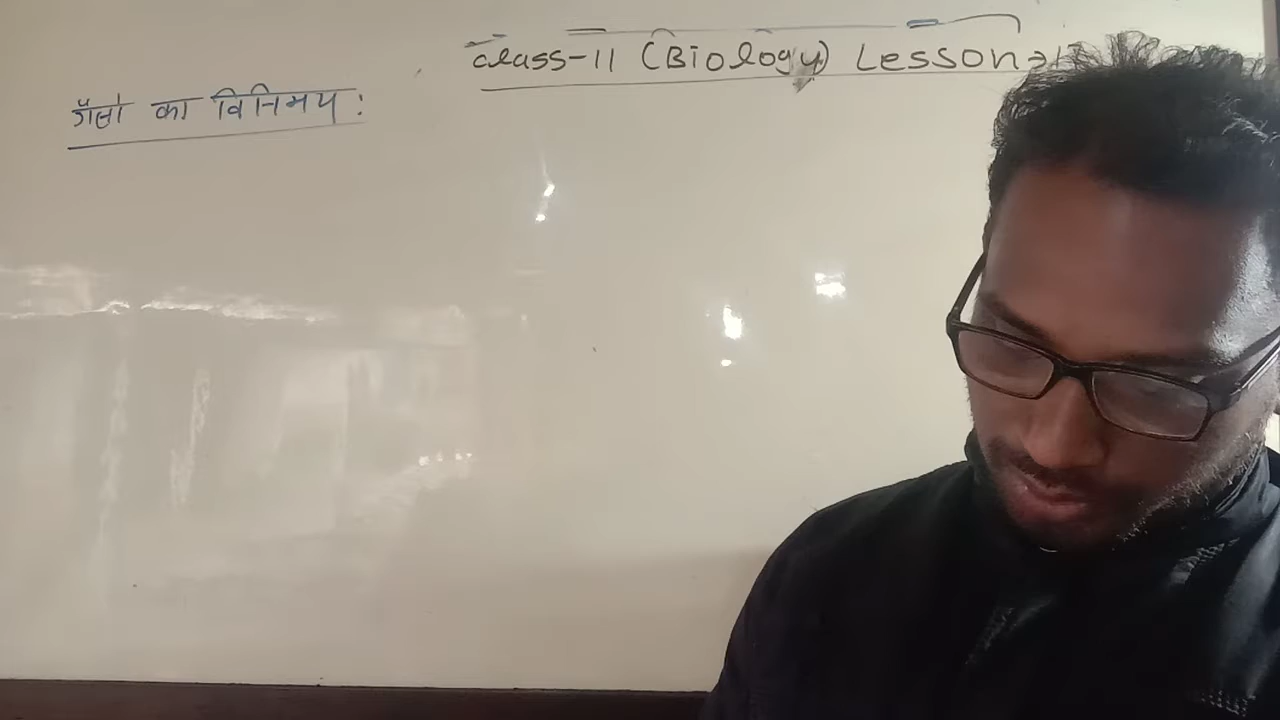 class-11 (Biology) Lesson→
गैसों का विनिमय :